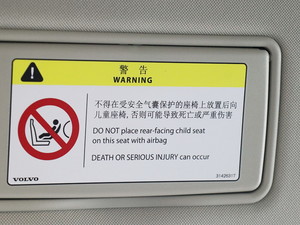 警告
WARNING
不得在受安全气囊保护的座椅上放置后向
儿童座椅, 否则可能导致死亡或严重伤害
DO NOT place rear-facing child seat
on this seat with airbag
DEATH OR SERIOUS INJURY can occur
VOLVO